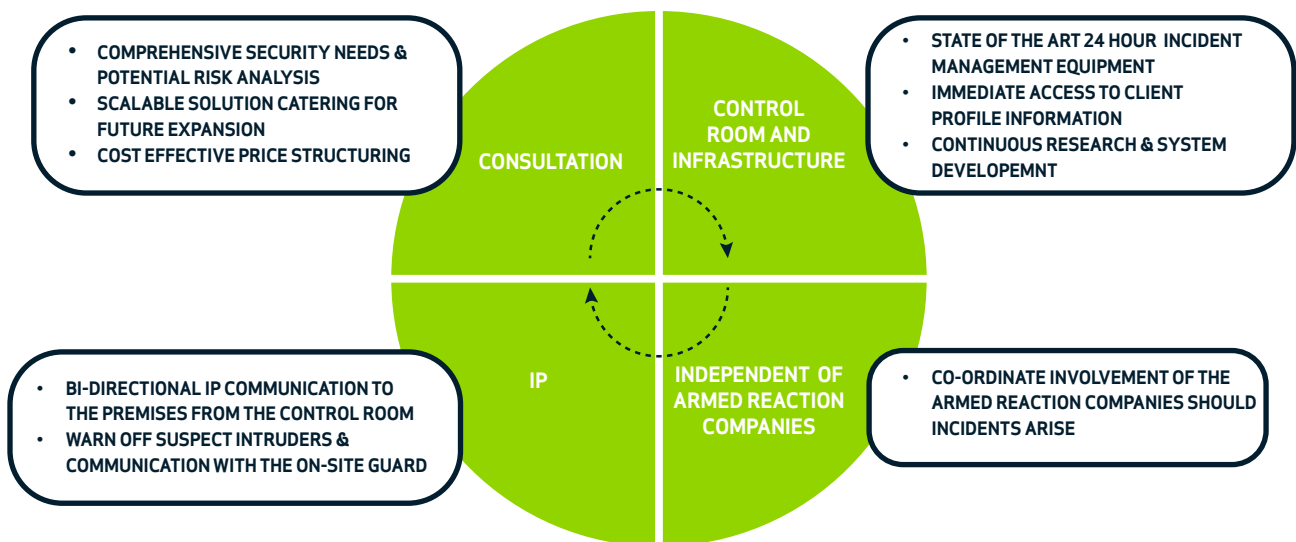 • COMPREHENSIVE SECURITY NEEDS &
POTENTIAL RISK ANALYSIS
• SCALABLE SOLUTION CATERING FOR
FUTURE EXPANSION
• COST EFFECTIVE PRICE STRUCTURING
CONSULTATION
CONTROL
ROOM AND
INFRASTRUCTURE
• STATE OF THE ART 24 HOUR INCIDENT
MANAGEMENT EQUIPMENT
• IMMEDIATE ACCESS TO CLIENT
PROFILE INFORMATION
• CONTINUOUS RESEARCH & SYSTEM
DEVELOPEMNT
• BI-DIRECTIONAL IP COMMUNICATION TO
THE PREMISES FROM THE CONTROL ROOM
• WARN OFF SUSPECT INTRUDERS &
COMMUNICATION WITH THE ON-SITE GUARD
IP
INDEPENDENT OF
ARMED REACTION
COMPANIES
• CO-ORDINATE INVOLVEMENT OF THE
ARMED REACTION COMPANIES SHOULD
INCIDENTS ARISE